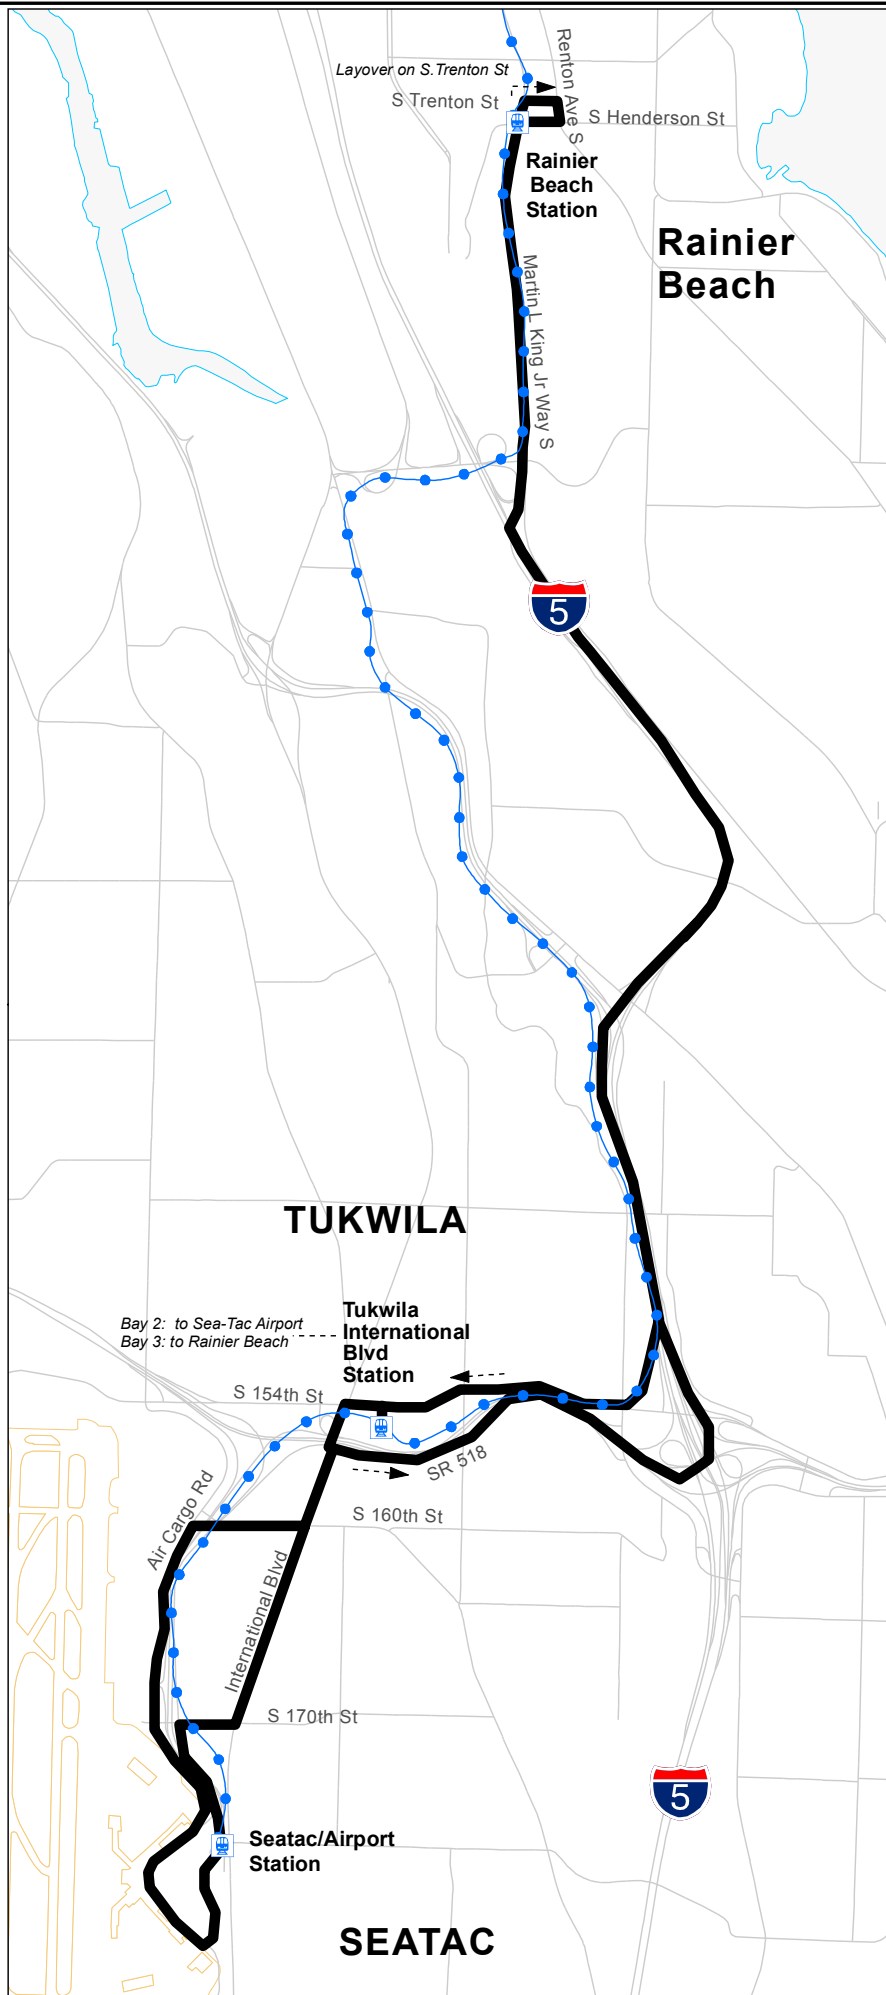 Layover on S.Trenton St
S Trenton St
Renton Ave S
S Henderson St
Rainier
Beach
Station
Rainier
Beach
Martin L King Jr Way S
5
TUKWILA
Bay 2:  to Sea-Tac Airport
Bay 3: to Rainier Beach
Tukwila
International
Blvd
Station
S 154th St
SR 518
Air Cargo Rd
S 160th St
International Blvd
S 170th St
5
Seatac/Airport
Station
SEATAC